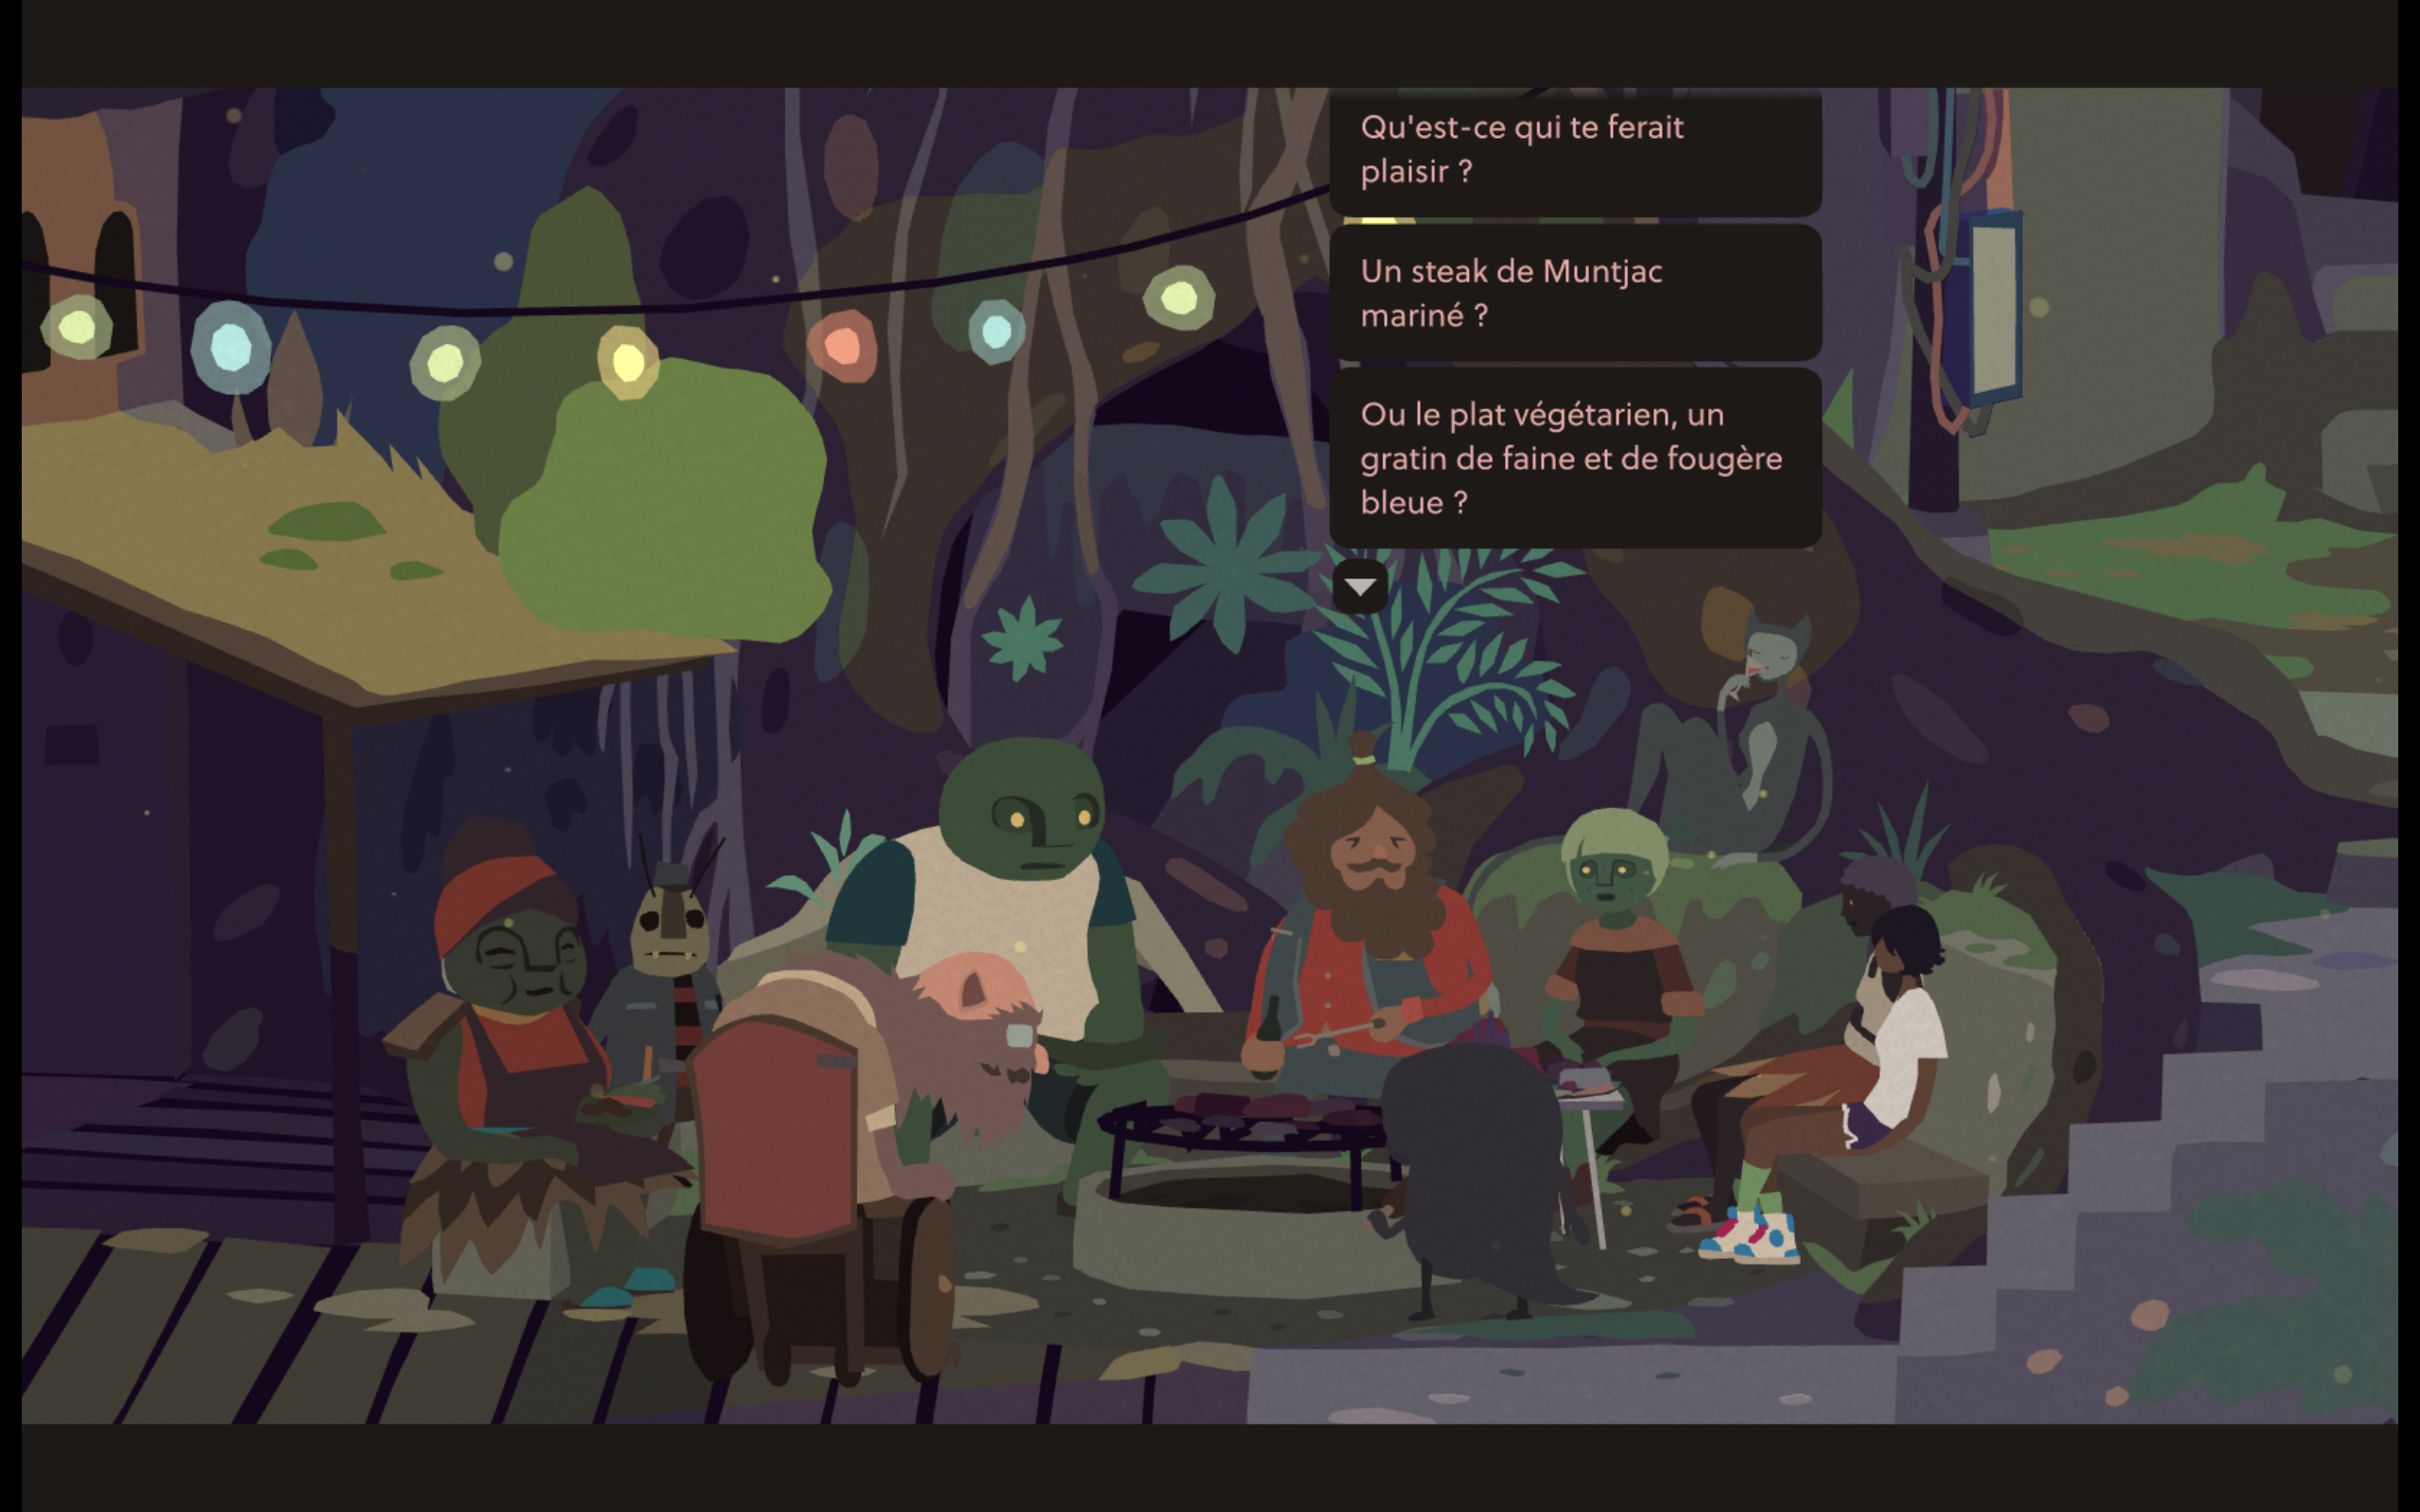 Qu'est-ce qui te ferait
plaisir ?
Un steak de Muntjac
mariné ?
Ou le plat végétarien, un
gratin de faine et de fougère
bleue ?